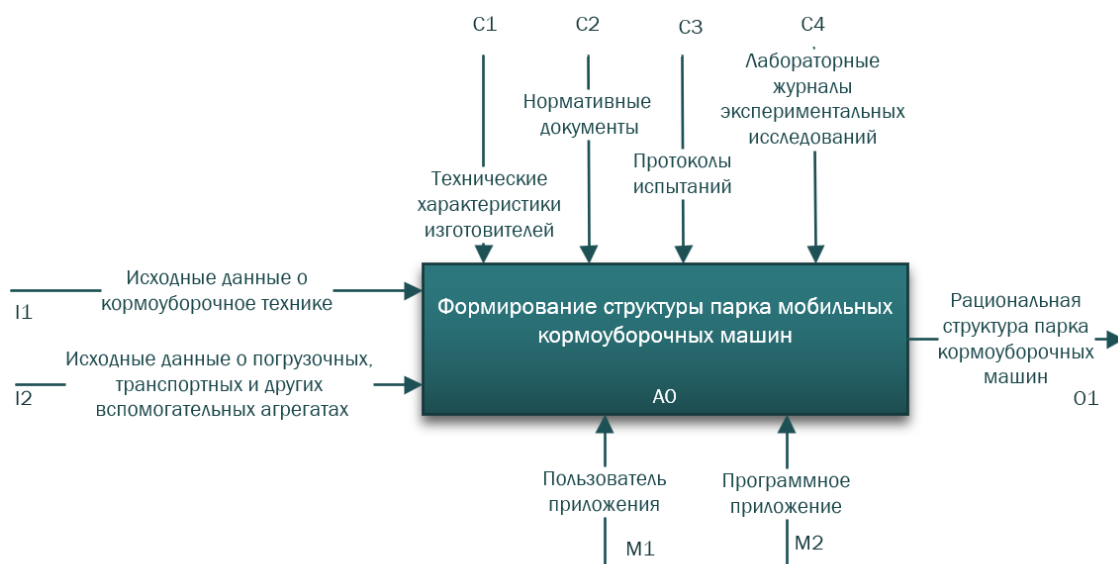 C1
C2
C3
C4
Технические
характеристики
изготовителей
Нормативные
документы
Протоколы
испытаний
Лабораторные
журналы
экспериментальных
исследований
Исходные данные о
кормоуборочное технике
I1
Исходные данные о погрузочных,
транспортных и других
вспомогательных агрегатах
I2
Формирование структуры парка мобильных
кормоуборочных машин
A0
Рациональная
структура парка
кормоуборочных
машин
O1
Пользователь
приложения
M1
Программное
приложение
M2